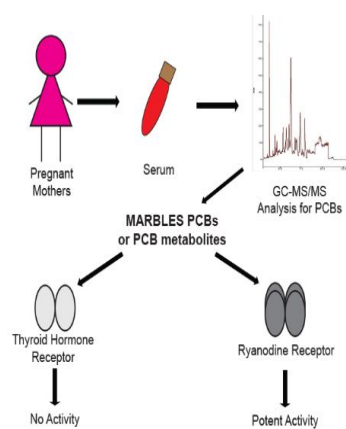 Pregnant
Mothers
Serum
GC-MS/MS
Analysis for PCBs
MARBLES PCBs
or PCB metabolites
Thyroid Hormone
Receptor
Ryanodine Receptor
No Activity
Potent Activity